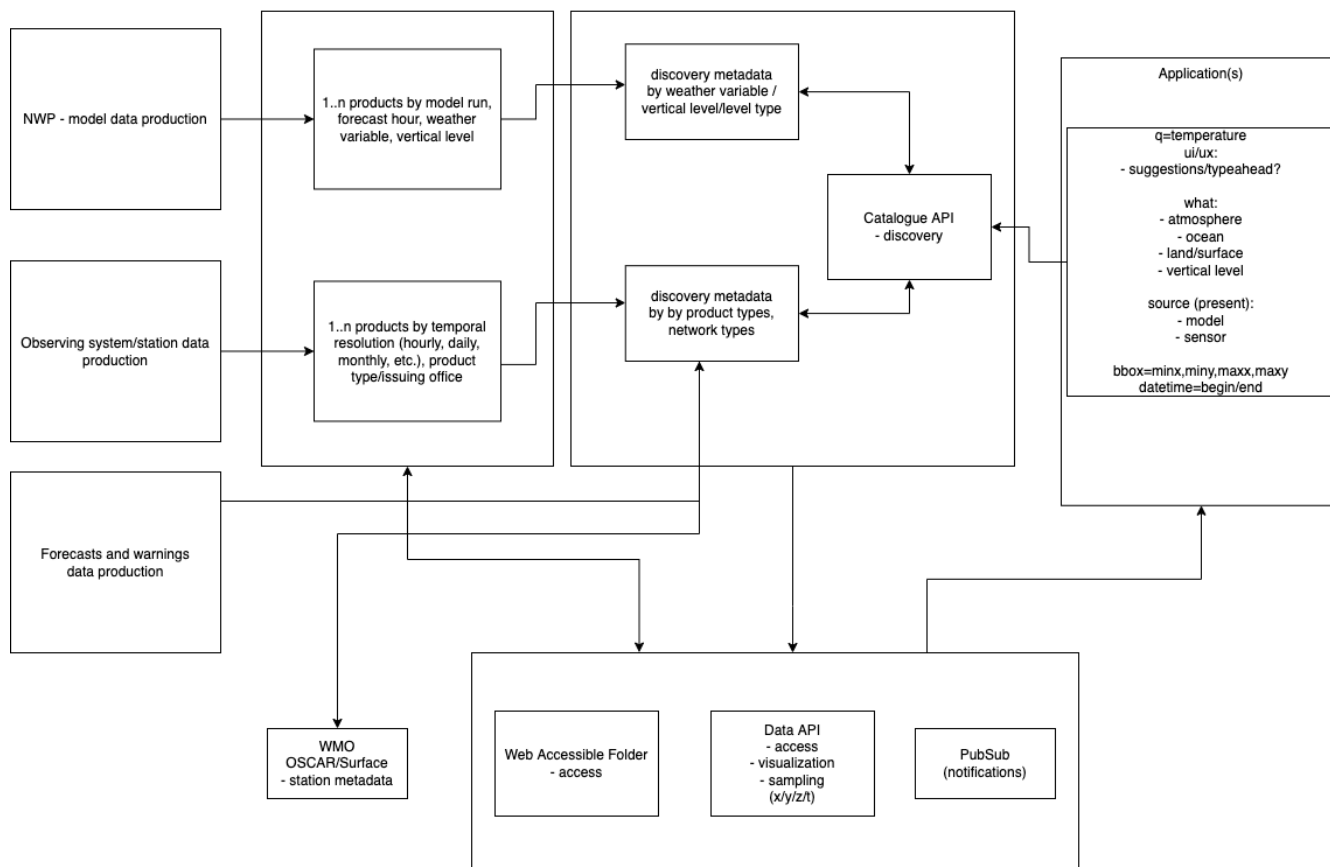 NWP - model data production
1..n products by model run,
forecast hour, weather
variable, vertical level
discovery metadata
by weather variable /
vertical level/level type
Catalogue API
- discovery
Application(s)
q=temperature
ui/ux:
- suggestions/typeahead?
what:
- atmosphere
- ocean
- land/surface
- vertical level
source (present):
- model
- sensor
bbox=minx,miny,maxx,maxy
datetime=begin/end
Observing system/station data
production
1..n products by temporal
resolution (hourly, daily,
monthly, etc.), product
type/issuing office
discovery metadata
by by product types,
network types
Forecasts and warnings
data production
WMO
OSCAR/Surface
- station metadata
Web Accessible Folder
- access
Data API
- access
- visualization
- sampling
(x/y/z/t)
PubSub
(notifications)